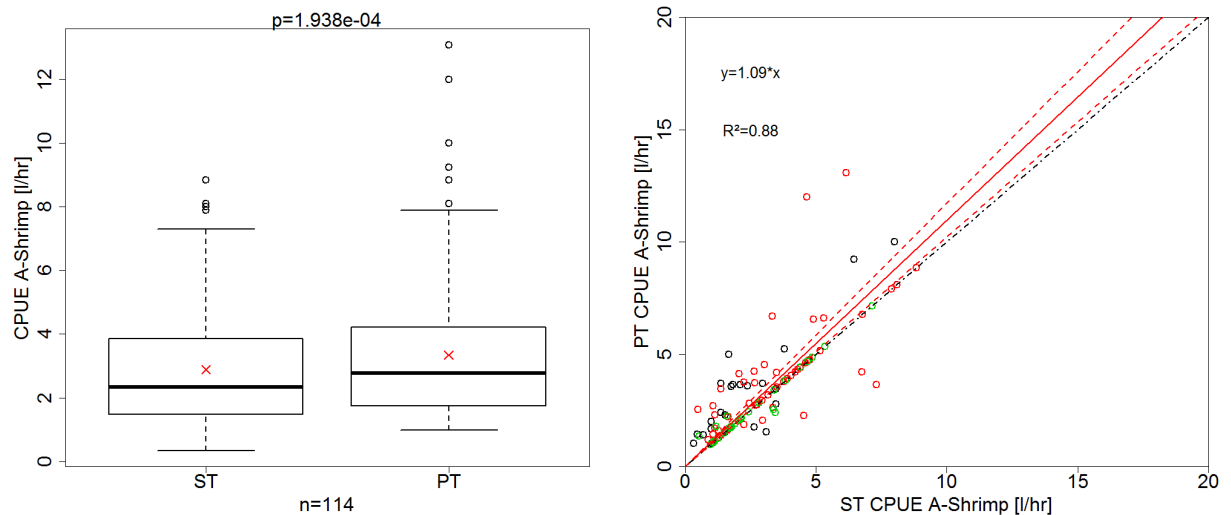 p=1.938e-04
CPUE A-Shrimp [l/hr]
12
10
8
6
4
2
0
ST
PT
n=114
y=1.09*x
R²=0.88
PT CPUE A-Shrimp [l/hr]
20
15
10
5
0
0 5 10 15 20
ST CPUE A-Shrimp [l/hr]